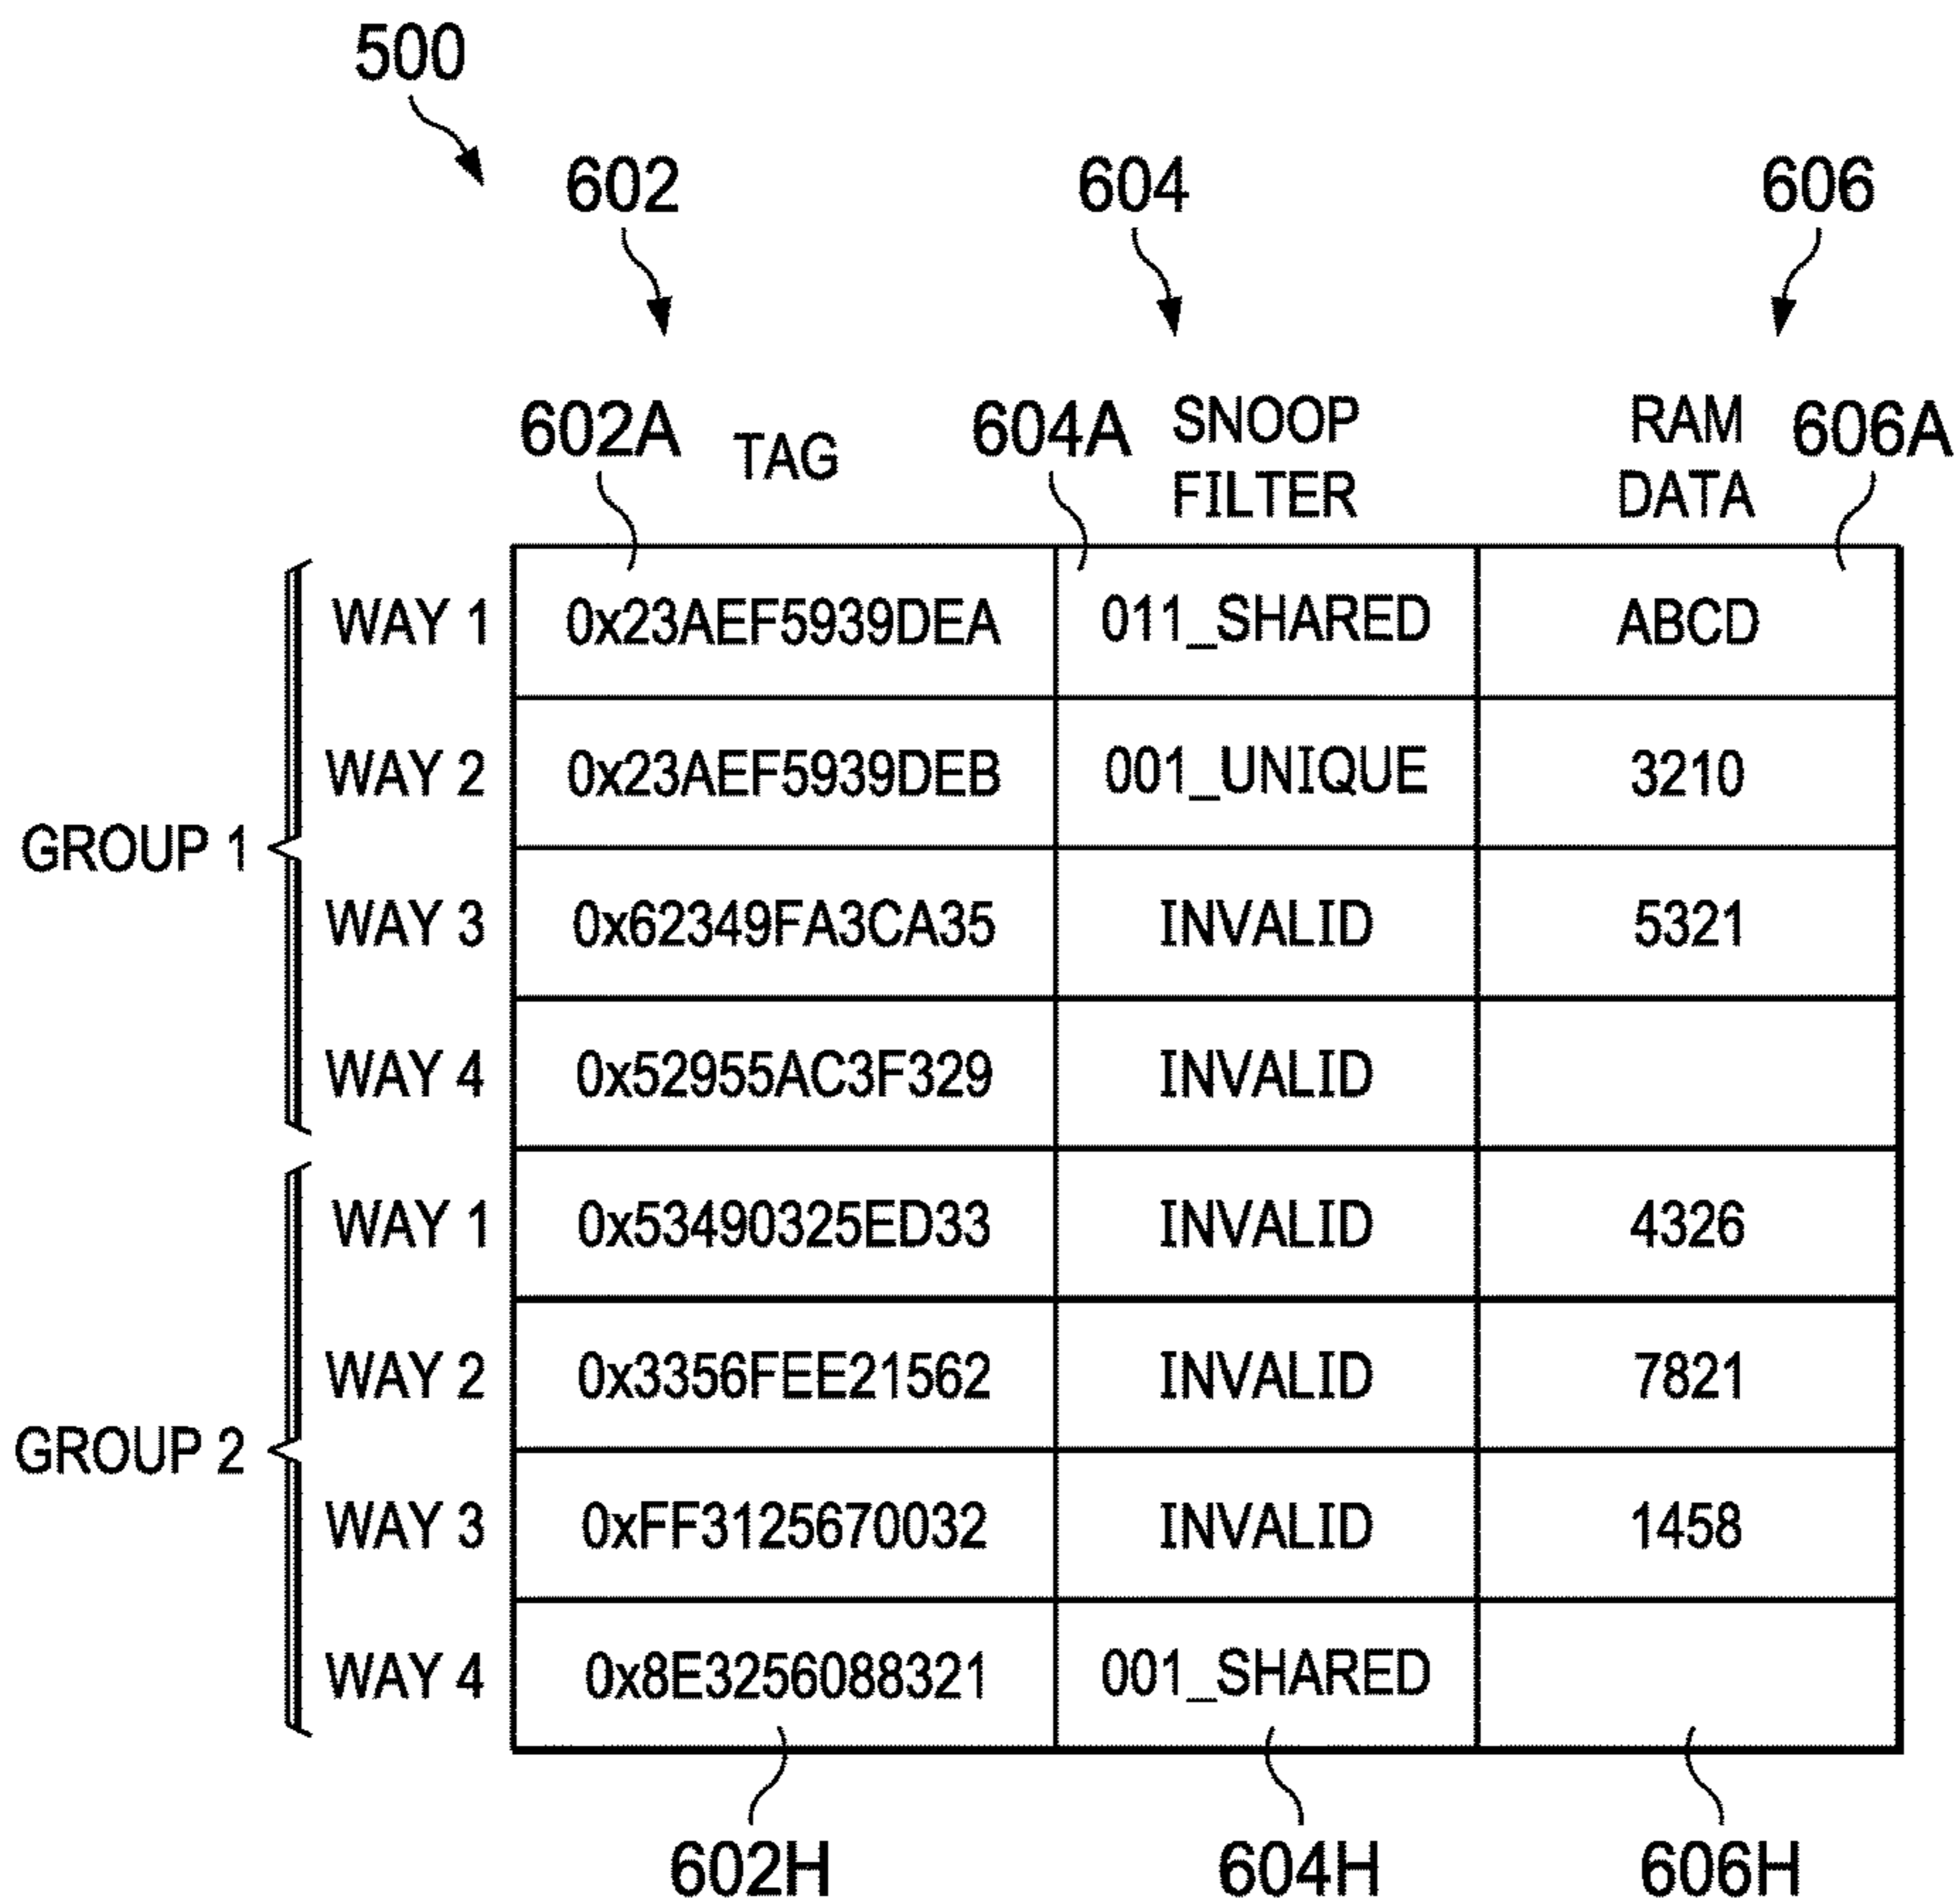 500
602
604
606
602A
TAG
604A
SNOOP
FILTER
RAM
DATA
606A
GROUP 1
WAY 1 0x23AEF5939DEA 011_SHARED ABCD
WAY 2 0x23AEF5939DEB 001_UNIQUE 3210
WAY 3 0x62349FA3CA35 INVALID 5321
WAY 4 0x52955AC3F329 INVALID
GROUP 2
WAY 1 0x53490325ED33 INVALID 4326
WAY 2 0x3356FEE21562 INVALID 7821
WAY 3 0xFF3125670032 INVALID 1458
WAY 4 0x8E3256088321 001_SHARED
602H
604H
606H